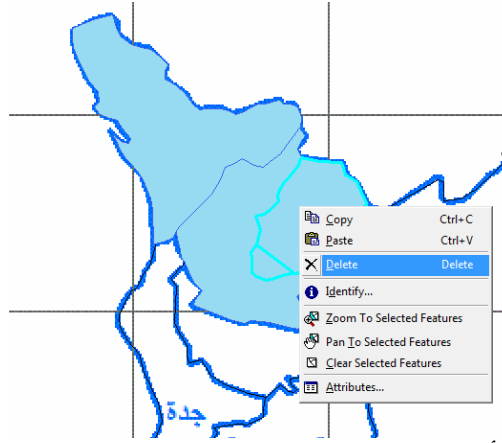 Copy Ctrl+C
Paste Ctrl+V
Delete Delete
Identify...
Zoom To Selected Features
Pan To Selected Features
Clear Selected Features
Attributes...
جدة